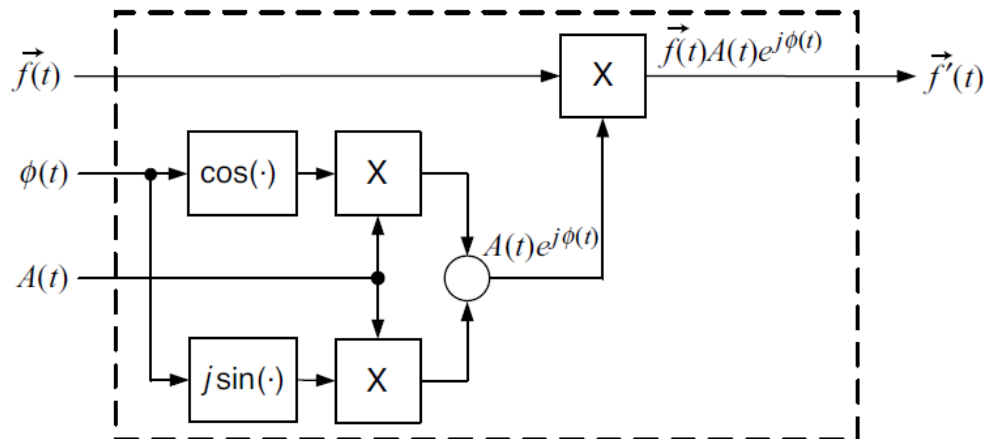 f(t) X f(t)A(t)e^{jϕ(t)} f'(t)
ϕ(t) cos(·) X
A(t) A(t)e^{jϕ(t)}
j sin(·) X